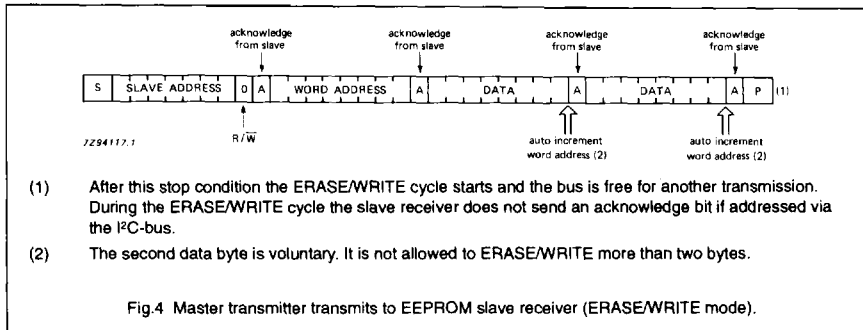 acknowledge acknowledge acknowledge acknowledge
from slave from slave from slave from slave
S SLAVE ADDRESS 0 A WORD ADDRESS A DATA A DATA A P (1)
R/W̅
auto increment auto increment
word address (2) word address (2)
7Z94117.1
(1) After this stop condition the ERASE/WRITE cycle starts and the bus is free for another transmission.
During the ERASE/WRITE cycle the slave receiver does not send an acknowledge bit if addressed via
the I²C-bus.
(2) The second data byte is voluntary. It is not allowed to ERASE/WRITE more than two bytes.
Fig.4 Master transmitter transmits to EEPROM slave receiver (ERASE/WRITE mode).